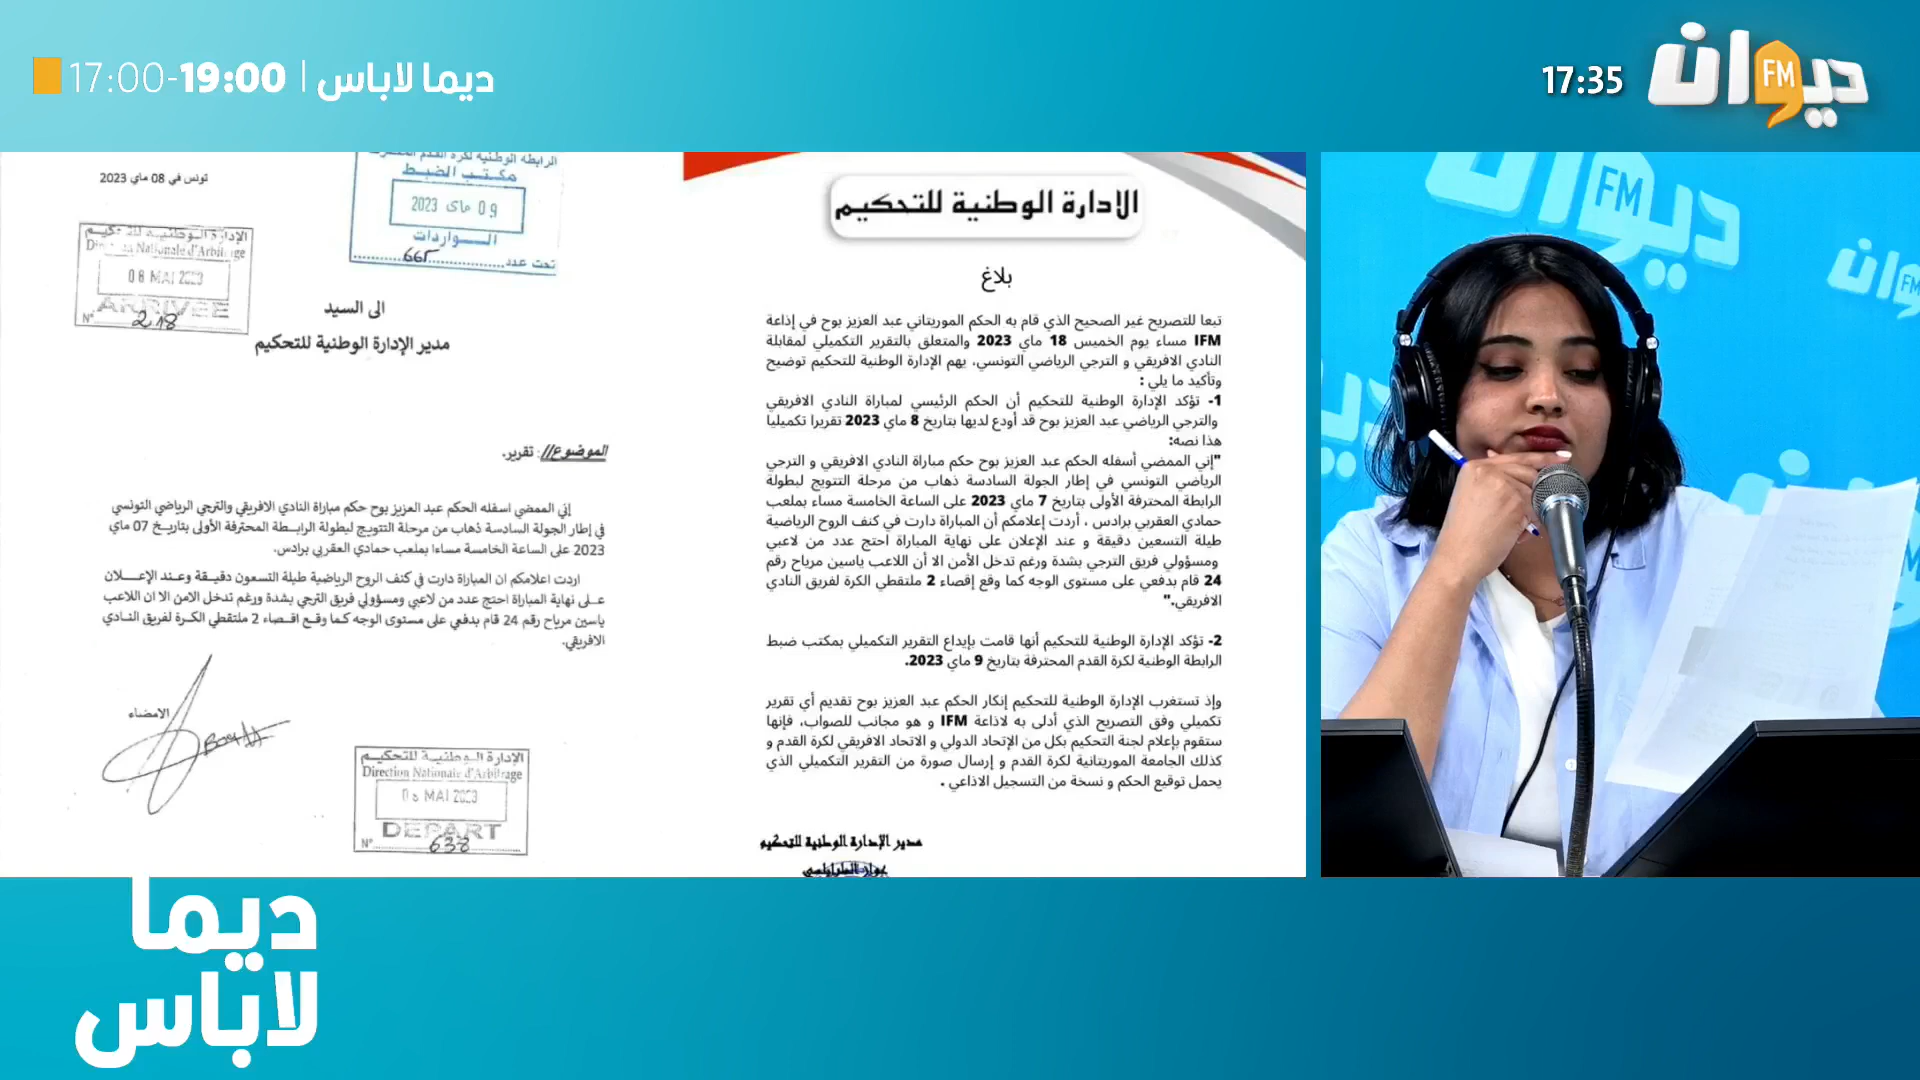 17:00-19:00 | ديما لاباس
17:35
ديوان FM
تونس في 08 ماي 2023
الرابطة الوطنية لكرة القدم المحترفة
مكتب الضبط
09 ماي 2023
الواردات
تحت عدد 665
الإدارة الوطنية للتحكيم
Direction Nationale d'Arbitrage
08 MAI 2023
ARRIVEE
N° 218
الى السيد
مدير الإدارة الوطنية للتحكيم
الموضوع// تقرير.
إني الممضي اسفله الحكم عبد العزيز بوح حكم مباراة النادي الافريقي والترجي الرياضي التونسي
في إطار الجولة السادسة ذهاب من مرحلة التتويج لبطولة الرابطة المحترفة الأولى بتاريخ 07 ماي
2023 على الساعة الخامسة مساءا بملعب حمادي العقربي برادس.
اردت اعلامكم ان المباراة دارت في كنف الروح الرياضية طيلة التسعون دقيقة وعند الإعلان
على نهاية المباراة احتج عدد من لاعبي ومسؤولي فريق الترجي بشدة ورغم تدخل الامن الا ان اللاعب
ياسين مرياح رقم 24 قام بدفعي على مستوى الوجه كما وقع اقصاء 2 ملتقطي الكرة لفريق النادي
الافريقي.
الامضاء
الإدارة الوطنية للتحكيم
Direction Nationale d'Arbitrage
MAI 2023
DEPART
N° 638
الإدارة الوطنية للتحكيم
بلاغ
تبعا للتصريح غير الصحيح الذي قام به الحكم الموريتاني عبد العزيز بوح في إذاعة
IFM مساء يوم الخميس 18 ماي 2023 والمتعلق بالتقرير التكميلي لمقابلة
النادي الافريقي و الترجي الرياضي التونسي، يهم الإدارة الوطنية للتحكيم توضيح
وتأكيد ما يلي :
1- تؤكد الإدارة الوطنية للتحكيم أن الحكم الرئيسي لمباراة النادي الافريقي
والترجي الرياضي عبد العزيز بوح قد أودع لديها بتاريخ 8 ماي 2023 تقريرا تكميليا
هذا نصه:
"إني الممضي أسفله الحكم عبد العزيز بوح حكم مباراة النادي الافريقي و الترجي
الرياضي التونسي في إطار الجولة السادسة ذهاب من مرحلة التتويج لبطولة
الرابطة المحترفة الأولى بتاريخ 7 ماي 2023 على الساعة الخامسة مساء بملعب
حمادي العقربي برادس ، أردت إعلامكم أن المباراة دارت في كنف الروح الرياضية
طيلة التسعين دقيقة و عند الإعلان على نهاية المباراة احتج عدد من لاعبي
ومسؤولي فريق الترجي بشدة ورغم تدخل الأمن الا أن اللاعب ياسين مرياح رقم
24 قام بدفعي على مستوى الوجه كما وقع إقصاء 2 ملتقطي الكرة لفريق النادي
الافريقي."
2- تؤكد الإدارة الوطنية للتحكيم أنها قامت بإيداع التقرير التكميلي بمكتب ضبط
الرابطة الوطنية لكرة القدم المحترفة بتاريخ 9 ماي 2023.
وإذ تستغرب الإدارة الوطنية للتحكيم إنكار الحكم عبد العزيز بوح تقديم أي تقرير
تكميلي وفق التصريح الذي أدلى به لاذاعة IFM و هو مجانب للصواب، فإنها
ستقوم بإعلام لجنة التحكيم بكل من الإتحاد الدولي و الاتحاد الافريقي لكرة القدم و
كذلك الجامعة الموريتانية لكرة القدم و إرسال صورة من التقرير التكميلي الذي
يحمل توقيع الحكم و نسخة من التسجيل الاذاعي .
مدير الإدارة الوطنية للتحكيم
ديوان FM
ديما
لاباس